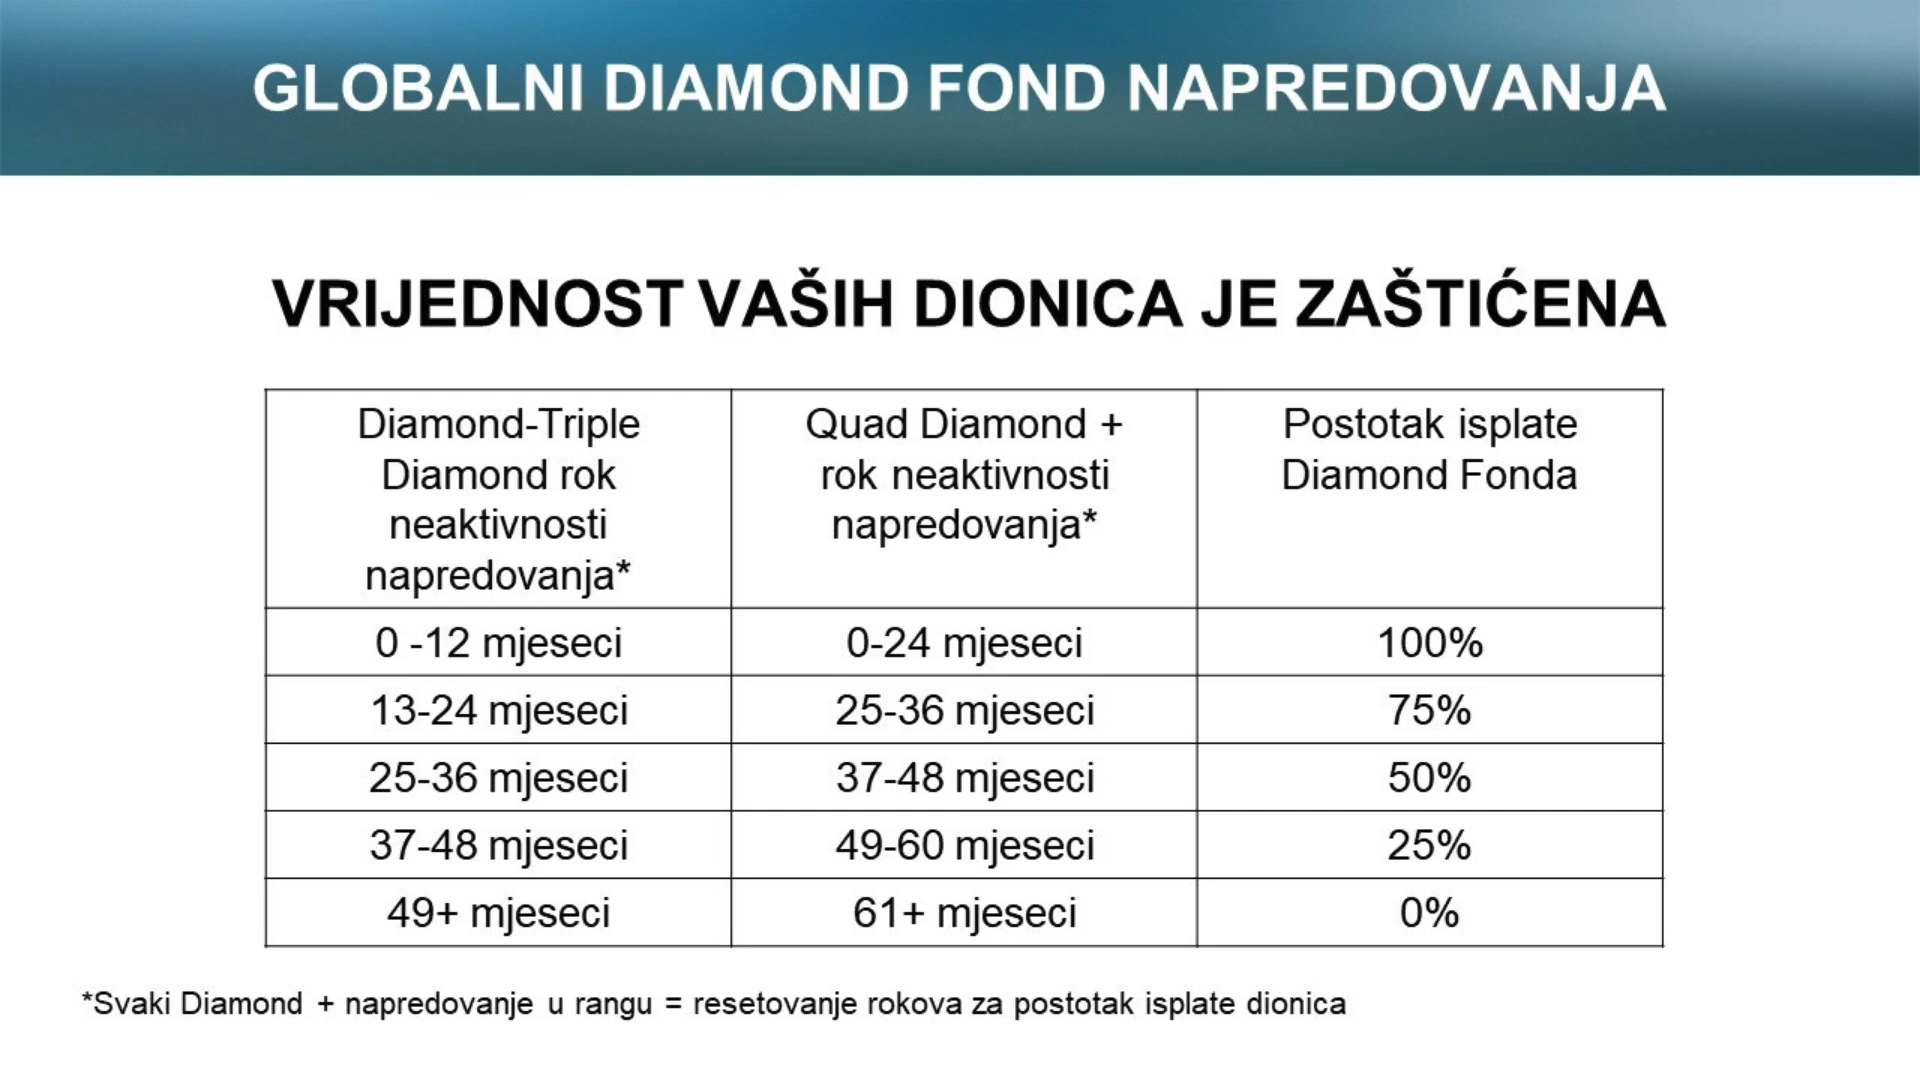 GLOBALNI DIAMOND FOND NAPREDOVANJA
VRIJEDNOST VAŠIH DIONICA JE ZAŠTIĆENA
Diamond-Triple
Diamond rok
neaktivnosti
napredovanja*
Quad Diamond +
rok neaktivnosti
napredovanja*
Postotak isplate
Diamond Fonda
0 -12 mjeseci
0-24 mjeseci
100%
13-24 mjeseci
25-36 mjeseci
75%
25-36 mjeseci
37-48 mjeseci
50%
37-48 mjeseci
49-60 mjeseci
25%
49+ mjeseci
61+ mjeseci
0%
*Svaki Diamond + napredovanje u rangu = resetovanje rokova za postotak isplate dionica